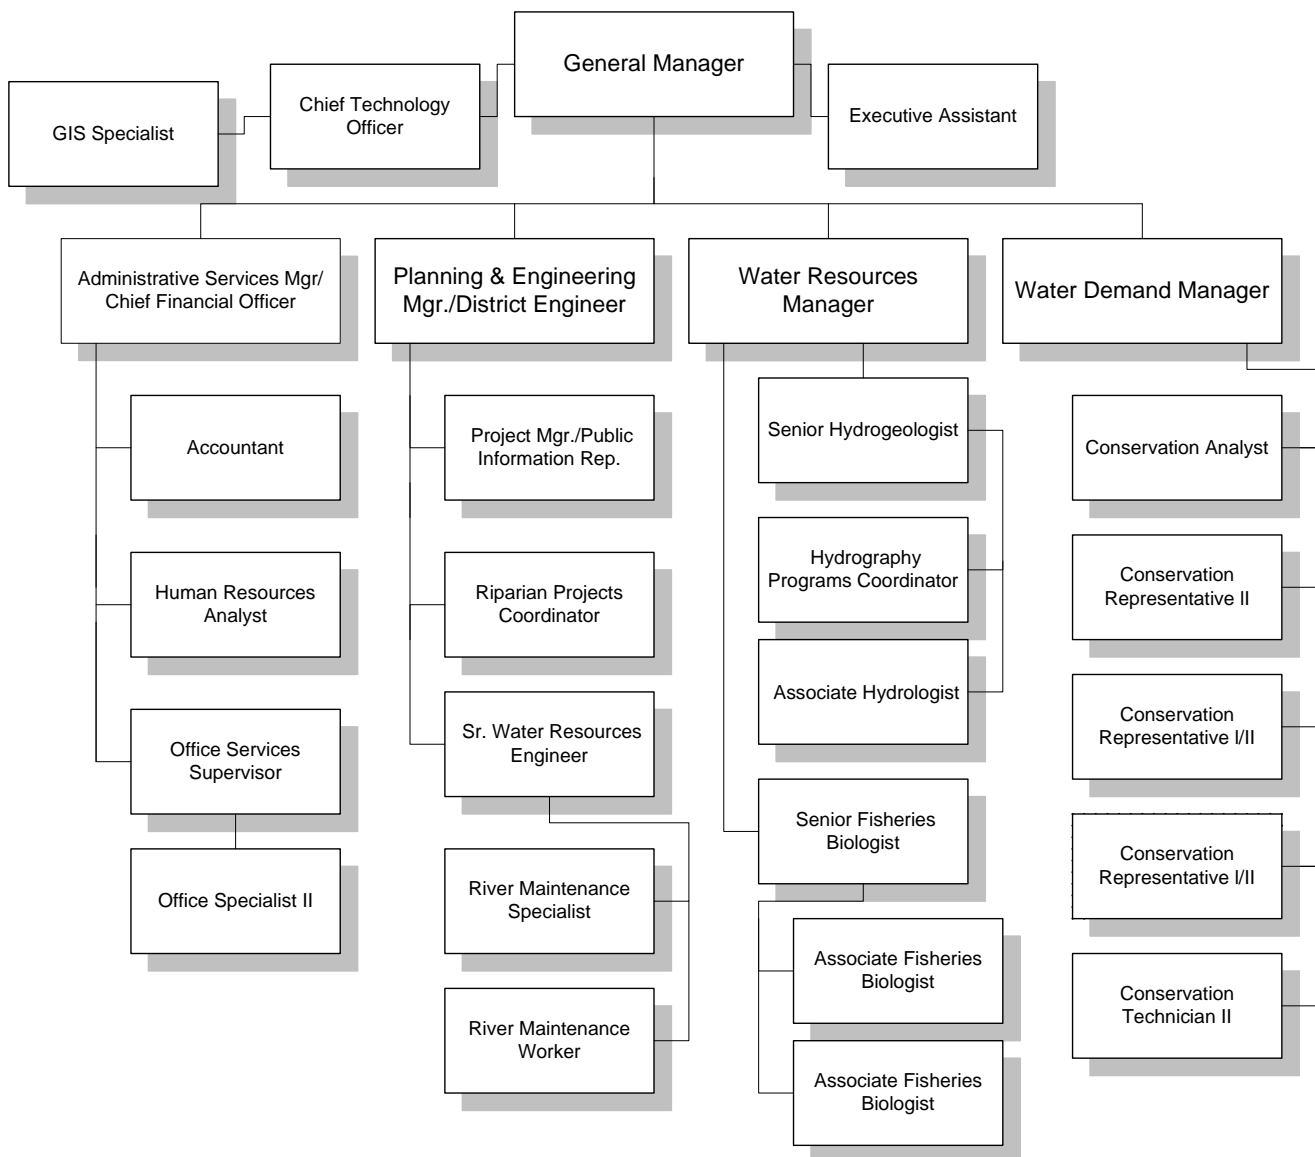 General Manager
GIS Specialist
Chief Technology
Officer
Executive Assistant
Administrative Services Mgr/
Chief Financial Officer
Planning & Engineering
Mgr./District Engineer
Water Resources
Manager
Water Demand Manager
Accountant
Human Resources
Analyst
Office Services
Supervisor
Office Specialist II
Project Mgr./Public
Information Rep.
Riparian Projects
Coordinator
Sr. Water Resources
Engineer
River Maintenance
Specialist
River Maintenance
Worker
Senior Hydrogeologist
Hydrography
Programs Coordinator
Associate Hydrologist
Senior Fisheries
Biologist
Associate Fisheries
Biologist
Associate Fisheries
Biologist
Conservation Analyst
Conservation
Representative II
Conservation
Representative I/II
Conservation
Representative I/II
Conservation
Technician II